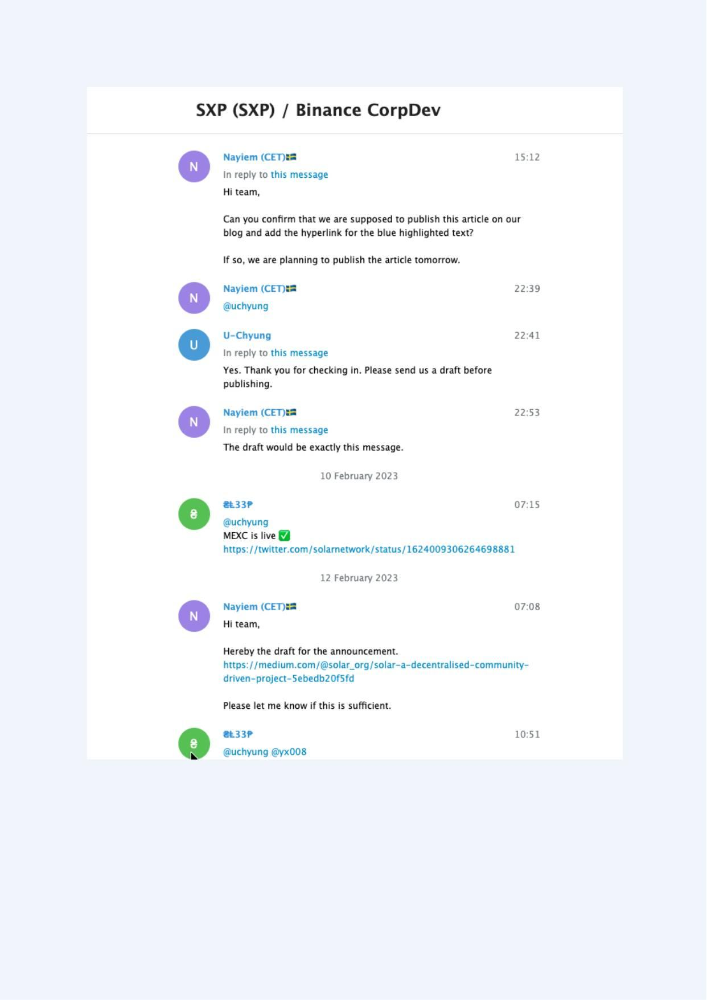 SXP (SXP) / Binance CorpDev
N
Nayiem (CET)🇸🇪
15:12
In reply to this message
Hi team,
Can you confirm that we are supposed to publish this article on our
blog and add the hyperlink for the blue highlighted text?
If so, we are planning to publish the article tomorrow.
N
Nayiem (CET)🇸🇪
22:39
@uchyung
U
U-Chyung
22:41
In reply to this message
Yes. Thank you for checking in. Please send us a draft before
publishing.
N
Nayiem (CET)🇸🇪
22:53
In reply to this message
The draft would be exactly this message.
10 February 2023
₴
₴Ⱡ33₱
07:15
@uchyung
MEXC is live ✅
https://twitter.com/solarnetwork/status/1624009306264698881
12 February 2023
N
Nayiem (CET)🇸🇪
07:08
Hi team,
Hereby the draft for the announcement.
https://medium.com/@solar_org/solar-a-decentralised-community-
driven-project-5ebedb20f5fd
Please let me know if this is sufficient.
₴
₴Ⱡ33₱
10:51
@uchyung @yx008